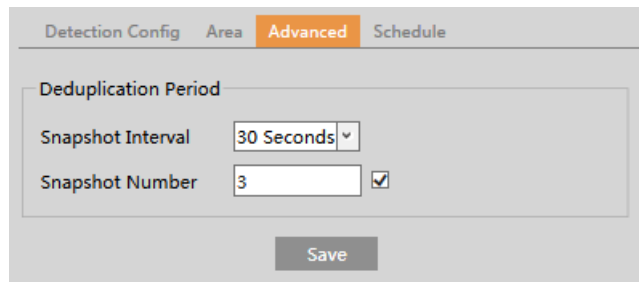 Detection Config Area Advanced Schedule
Deduplication Period
Snapshot Interval 30 Seconds
Snapshot Number 3
Save